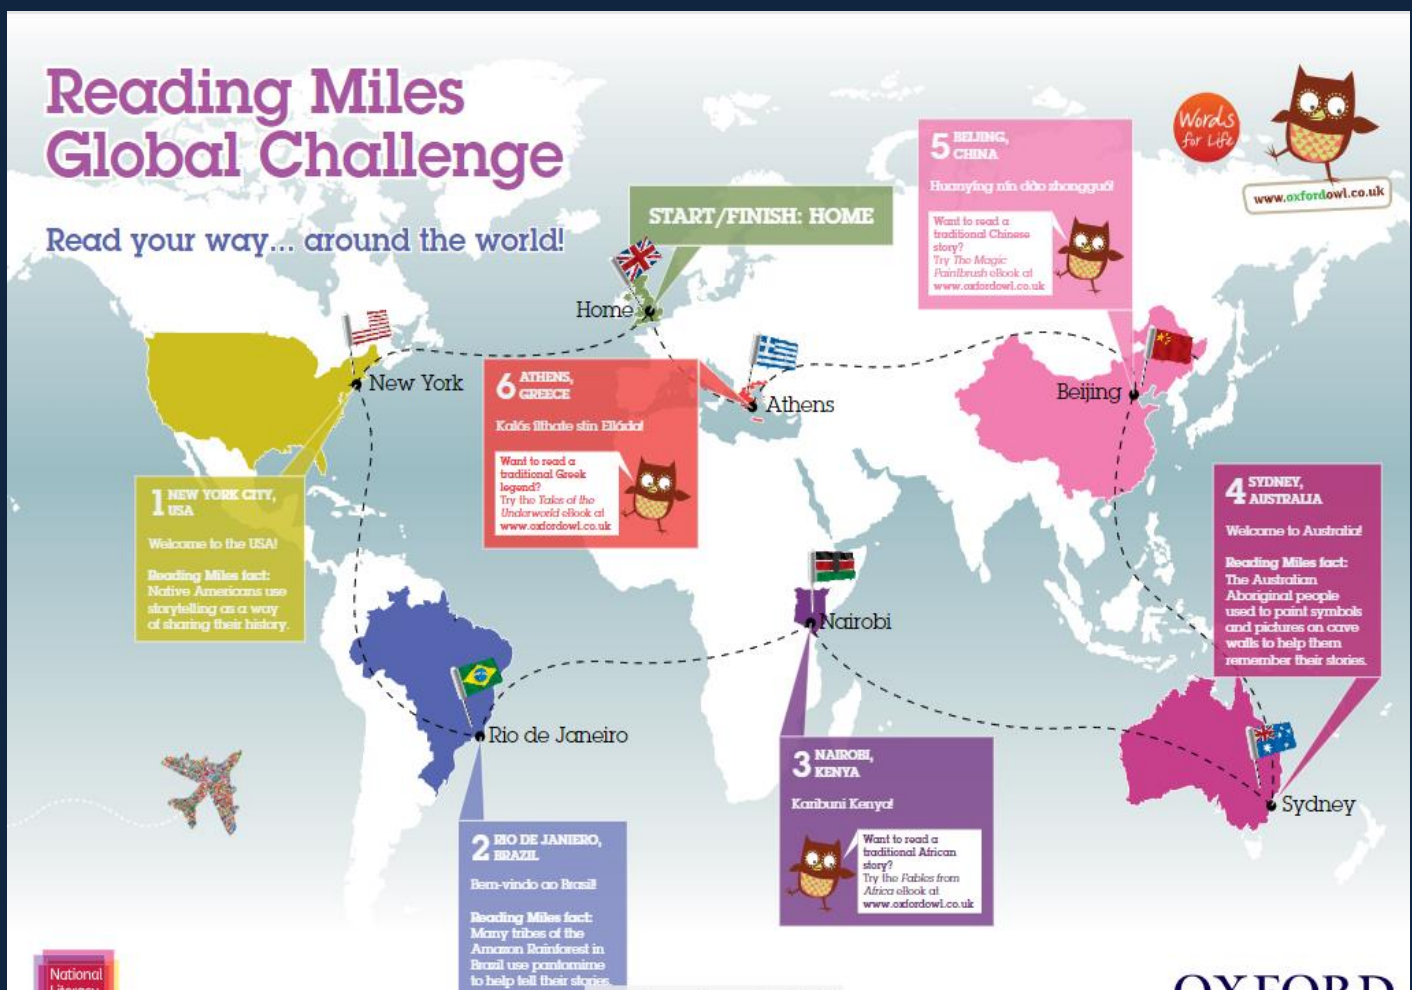 Reading Miles
Global Challenge
Read your way... around the world!
Words
for Life
www.oxfordowl.co.uk
START/FINISH: HOME
Home
New York
Athens
Beijing
Nairobi
Rio de Janeiro
Sydney
1 NEW YORK CITY,
USA
Welcome to the USA!
Reading Miles fact:
Native Americans use
storytelling as a way
of sharing their history.
2 RIO DE JANIERO,
BRAZIL
Bem-vindo ao Brasil!
Reading Miles fact:
Many tribes of the
Amazon Rainforest in
Brazil use pantomime
to help tell their stories.
3 NAIROBI,
KENYA
Karibuni Kenya!
Want to read a
traditional African
story?
Try the Fables from
Africa eBook at
www.oxfordowl.co.uk
4 SYDNEY,
AUSTRALIA
Welcome to Australia!
Reading Miles fact:
The Australian
Aboriginal people
used to paint symbols
and pictures on cave
walls to help them
remember their stories.
5 BEIJING,
CHINA
Huanyíng nín dào zhongguó!
Want to read a
traditional Chinese
story?
Try The Magic
Paintbrush eBook at
www.oxfordowl.co.uk
6 ATHENS,
GREECE
Kalós ílthate stin Elláda!
Want to read a
traditional Greek
legend?
Try the Tales of the
Underworld eBook at
www.oxfordowl.co.uk
National
Literacy
OXFORD